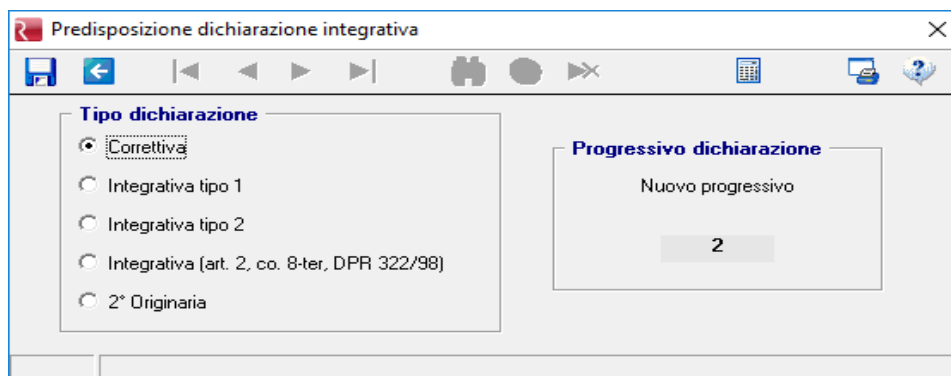 Predisposizione dichiarazione integrativa
Tipo dichiarazione
Correttiva
Integrativa tipo 1
Integrativa tipo 2
Integrativa (art. 2, co. 8-ter, DPR 322/98)
2° Originaria
Progressivo dichiarazione
Nuovo progressivo
2